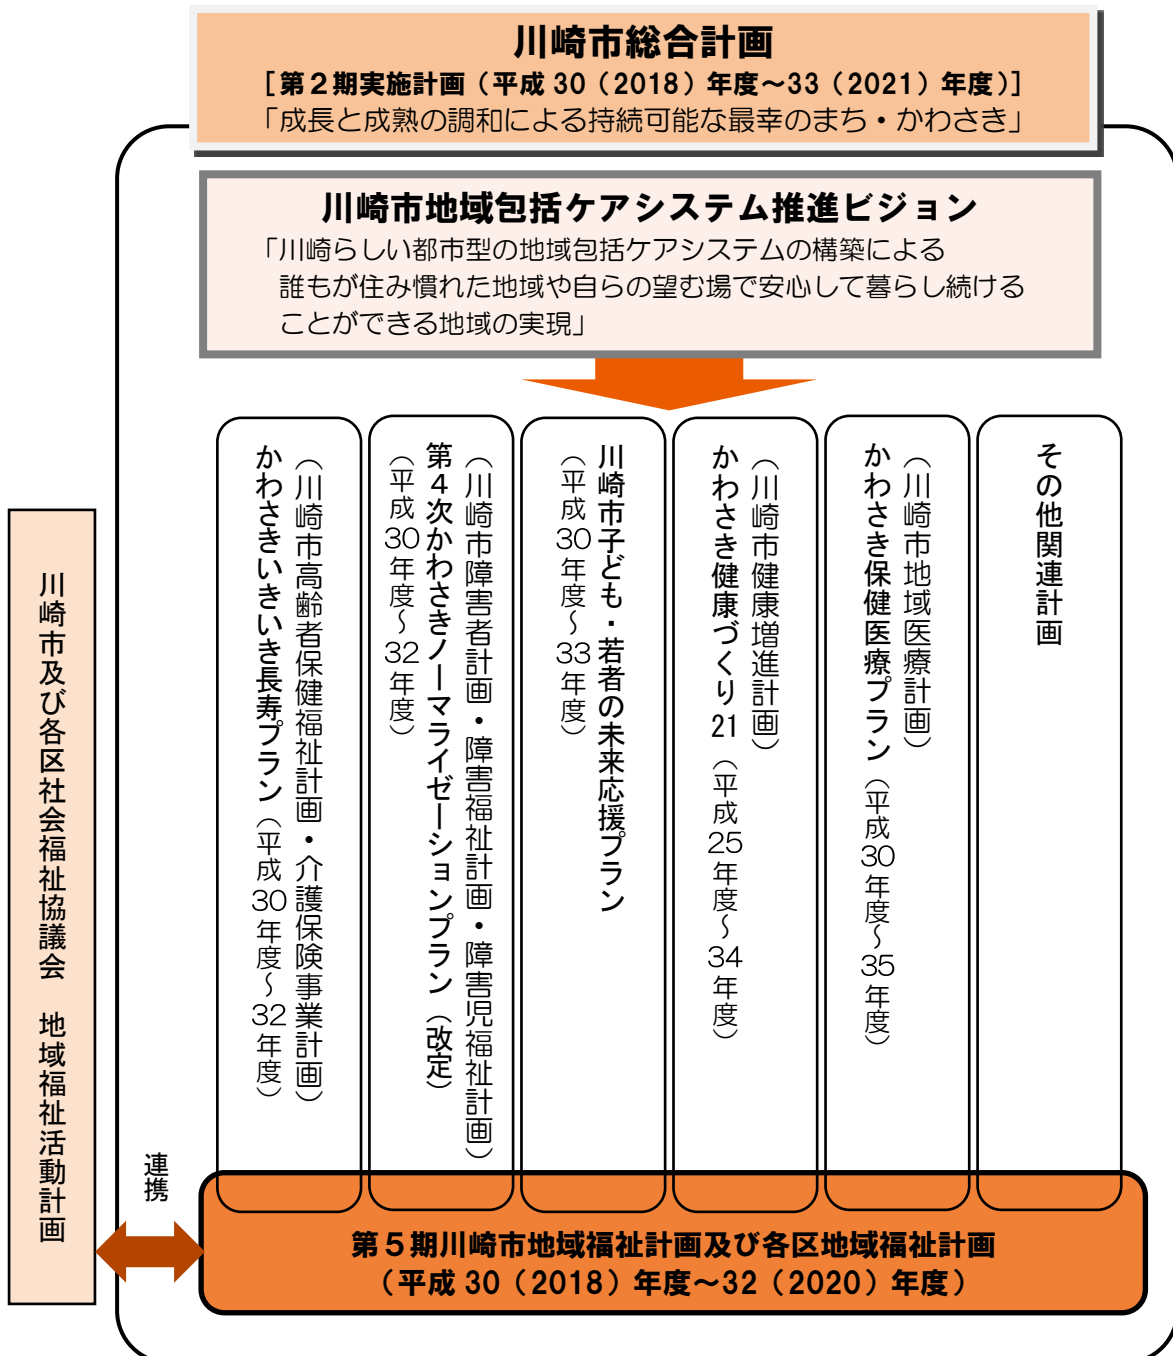 川崎市総合計画
［第２期実施計画（平成 30（2018）年度～33（2021）年度）］
「成長と成熟の調和による持続可能な最幸のまち・かわさき」
川崎市地域包括ケアシステム推進ビジョン
「川崎らしい都市型の地域包括ケアシステムの構築による
誰もが住み慣れた地域や自らの望む場で安心して暮らし続ける
ことができる地域の実現」
その他関連計画
（川崎市地域医療計画）
かわさき保健医療プラン（平成30年度～35年度）
（川崎市健康増進計画）
かわさき健康づくり21（平成25年度～34年度）
川崎市子ども・若者の未来応援プラン
（平成30年度～33年度）
（川崎市障害者計画・障害福祉計画・障害児福祉計画）
第４次かわさきノーマライゼーションプラン（改定）
（平成30年度～32年度）
（川崎市高齢者保健福祉計画・介護保険事業計画）
かわさきいきいき長寿プラン（平成30年度～32年度）
川崎市及び各区社会福祉協議会　地域福祉活動計画
連携
第５期川崎市地域福祉計画及び各区地域福祉計画
（平成 30（2018）年度～32（2020）年度）